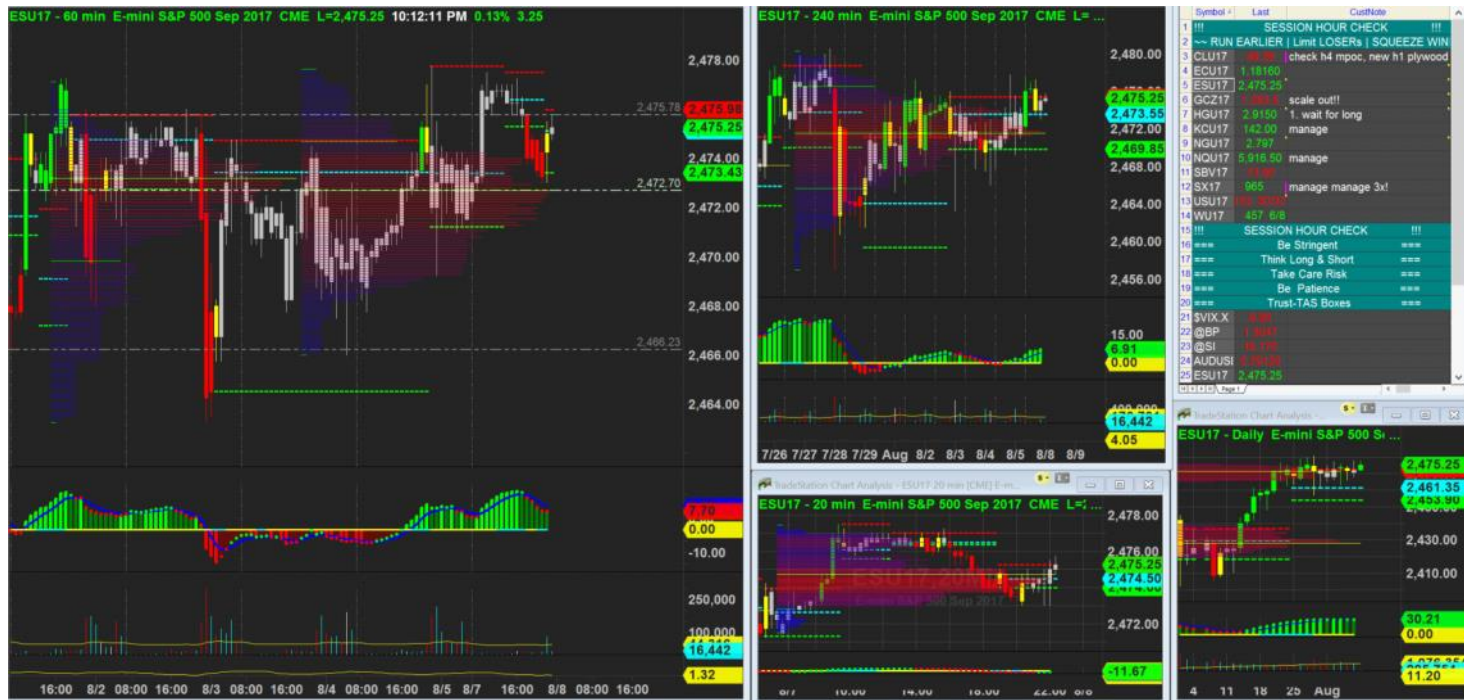 ESU17 - 60 min E-mini S&P 500 Sep 2017 CME L=2,475.25 10:12:11 PM 0.13% 3.25
2,478.00
2,475.78
2,475.98
2,475.25
2,474.00
2,473.43
2,472.70
2,472.00
2,470.00
2,468.00
2,466.23
2,466.00
2,464.00
7.70
0.00
-10.00
250,000
100,000
16,442
1.32
16:00 8/2 08:00 16:00 8/3 08:00 16:00 8/4 08:00 16:00 8/5 8/7 16:00 8/8 08:00 16:00
ESU17 - 240 min E-mini S&P 500 Sep 2017 CME L= ...
2,480.00
2,475.25
2,473.55
2,472.00
2,469.85
2,468.00
2,464.00
2,460.00
2,456.00
15.00
6.91
0.00
16,442
4.05
7/26 7/27 7/28 7/29 Aug 8/2 8/3 8/4 8/5 8/8 8/9
TradeStation Chart Analysis - ESU17 20 min [CME] E-m...
ESU17 - 20 min E-mini S&P 500 Sep 2017 CME L=2 ...
2,478.00
2,476.00
2,475.25
2,474.50
2,474.00
2,472.00
ESU17,20M
E-mini S&P 500 Sep 2017
-11.67
8/7 10:00 14:00 18:00 22:00 8/8
Symbol Last CustNote
1 !!! SESSION HOUR CHECK !!!
2 ~~ RUN EARLIER | Limit LOSERs | SQUEEZE WIN
3 CLU17 check h4 mpoc, new h1 plywood
4 ECU17 1.18160
5 ESU17 2,475.25
6 GCZ17 scale out!!
7 HGU17 2.9150 1. wait for long
8 KCU17 142.00 manage
9 NGU17 2.797
10 NQU17 5,916.50 manage
11 SBV17
12 SX17 965 manage manage 3x!
13 USU17
14 WU17 457 6/8
15 !!! SESSION HOUR CHECK !!!
16 === Be Stringent ===
17 === Think Long & Short ===
18 === Take Care Risk ===
19 === Be Patience ===
20 === Trust-TAS Boxes ===
21 $VIX.X
22 @BP
23 @SI
24 AUDUSD
25 ESU17 2,475.25
Page 1
TradeStation Chart Analysis - ...
ESU17 - Daily E-mini S&P 500 S ...
2,475.25
2,461.35
2,453.90
2,430.00
2,410.00
30.21
0.00
11.20
4 11 18 25 Aug